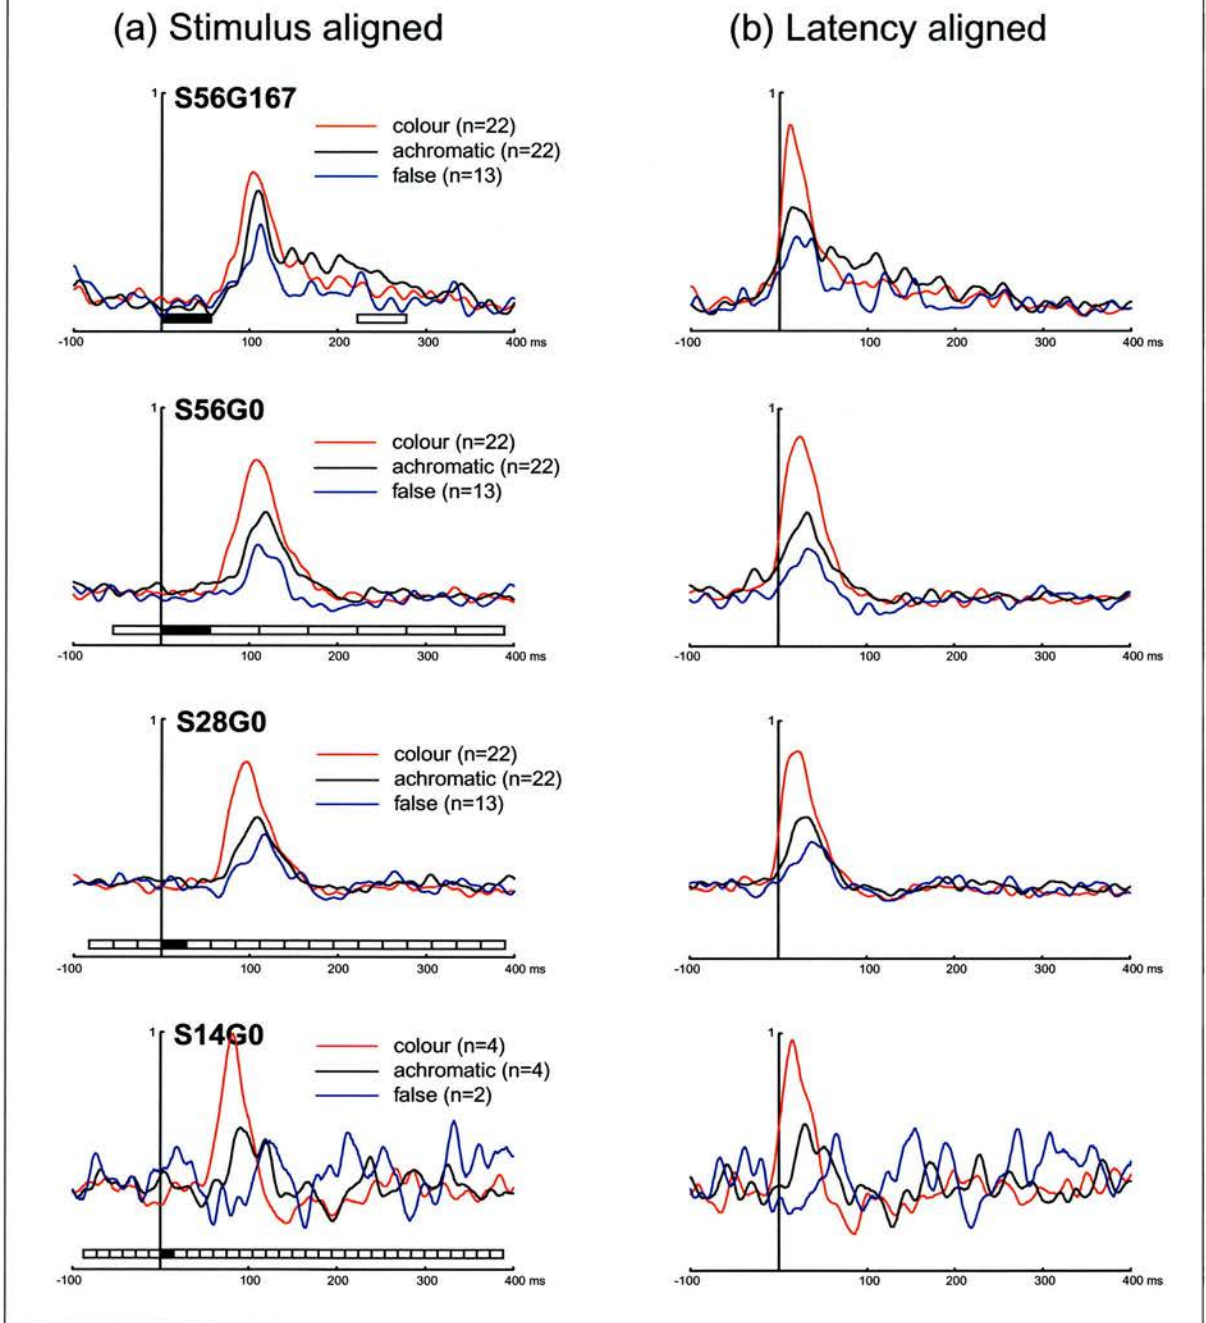 (a) Stimulus aligned
(b) Latency aligned
1
S56G167
colour (n=22)
achromatic (n=22)
false (n=13)
-100
100
200
300
400 ms
1
-100
100
200
300
400 ms
1
S56G0
colour (n=22)
achromatic (n=22)
false (n=13)
-100
100
200
300
400 ms
1
-100
100
200
300
400 ms
1
S28G0
colour (n=22)
achromatic (n=22)
false (n=13)
-100
100
200
300
400 ms
1
-100
100
200
300
400 ms
1
S14G0
colour (n=4)
achromatic (n=4)
false (n=2)
-100
100
200
300
400 ms
1
-100
100
200
300
400 ms